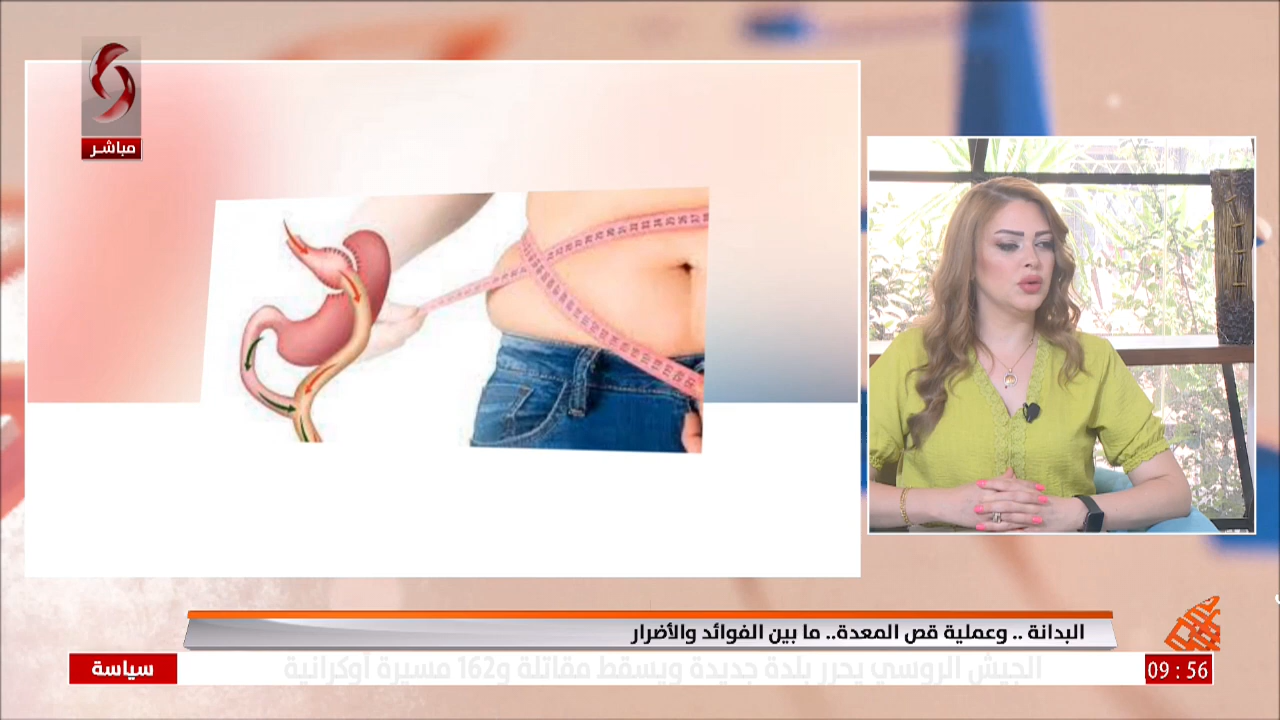 مباشر
البدانة .. وعملية قص المعدة.. ما بين الفوائد والأضرار
سياسة
الجيش الروسي يحرر بلدة جديدة ويسقط مقاتلة و162 مسيرة أوكرانية
09 : 56